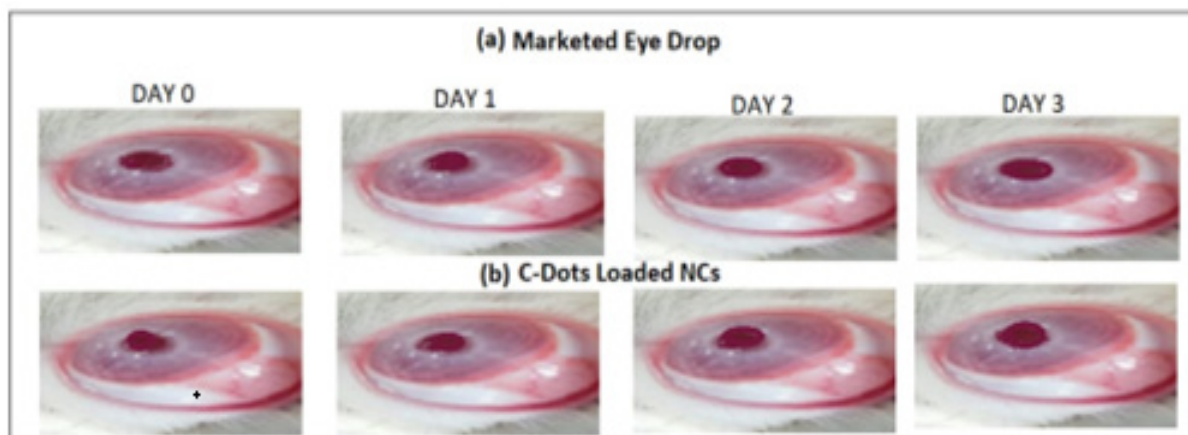 (a) Marketed Eye Drop
DAY 0 DAY 1 DAY 2 DAY 3
(b) C-Dots Loaded NCs